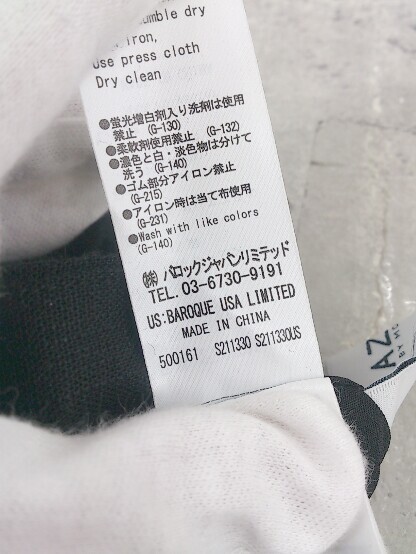 umble dry
iron,
Use press cloth
Dry clean
●蛍光増白剤入り洗剤は使用
禁止 (G-130)
●柔軟剤使用禁止 (G-132)
●濃色と白・淡色物は分けて
洗う (G-140)
●ゴム部分アイロン禁止
(G-215)
●アイロン時は当て布使用
(G-231)
●Wash with like colors
(G-140)
(株) バロックジャパンリミテッド
TEL. 03-6730-9191
US:BAROQUE USA LIMITED
MADE IN CHINA
500161 S211330 S211330US
AZ
BY